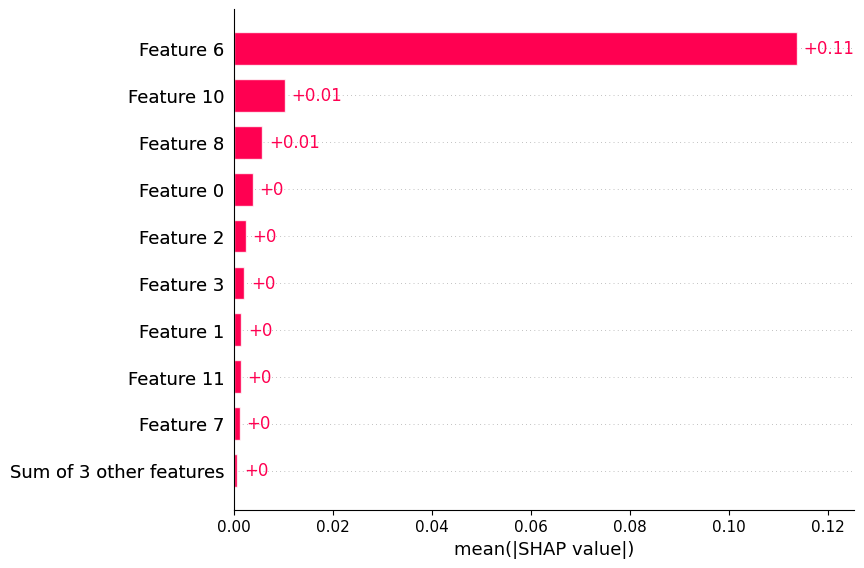 Feature 6 +0.11
Feature 10 +0.01
Feature 8 +0.01
Feature 0 +0
Feature 2 +0
Feature 3 +0
Feature 1 +0
Feature 11 +0
Feature 7 +0
Sum of 3 other features +0
0.00 0.02 0.04 0.06 0.08 0.10 0.12
mean(|SHAP value|)